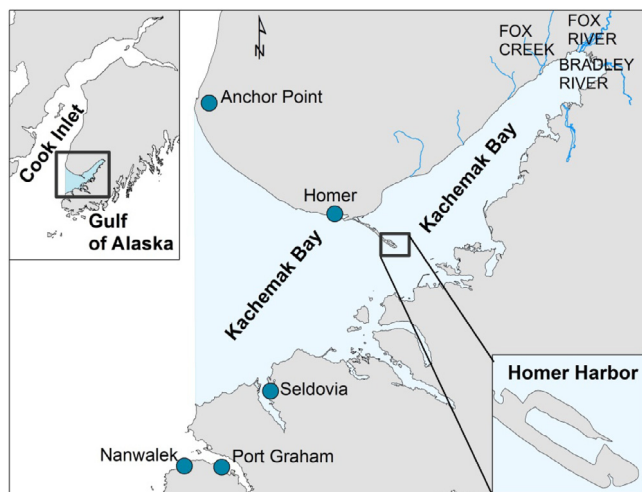 Cook Inlet
Gulf
of Alaska
N
FOX
CREEK
FOX
RIVER
BRADLEY
RIVER
Anchor Point
Kachemak Bay
Homer
Kachemak Bay
Seldovia
Nanwalek
Port Graham
Homer Harbor